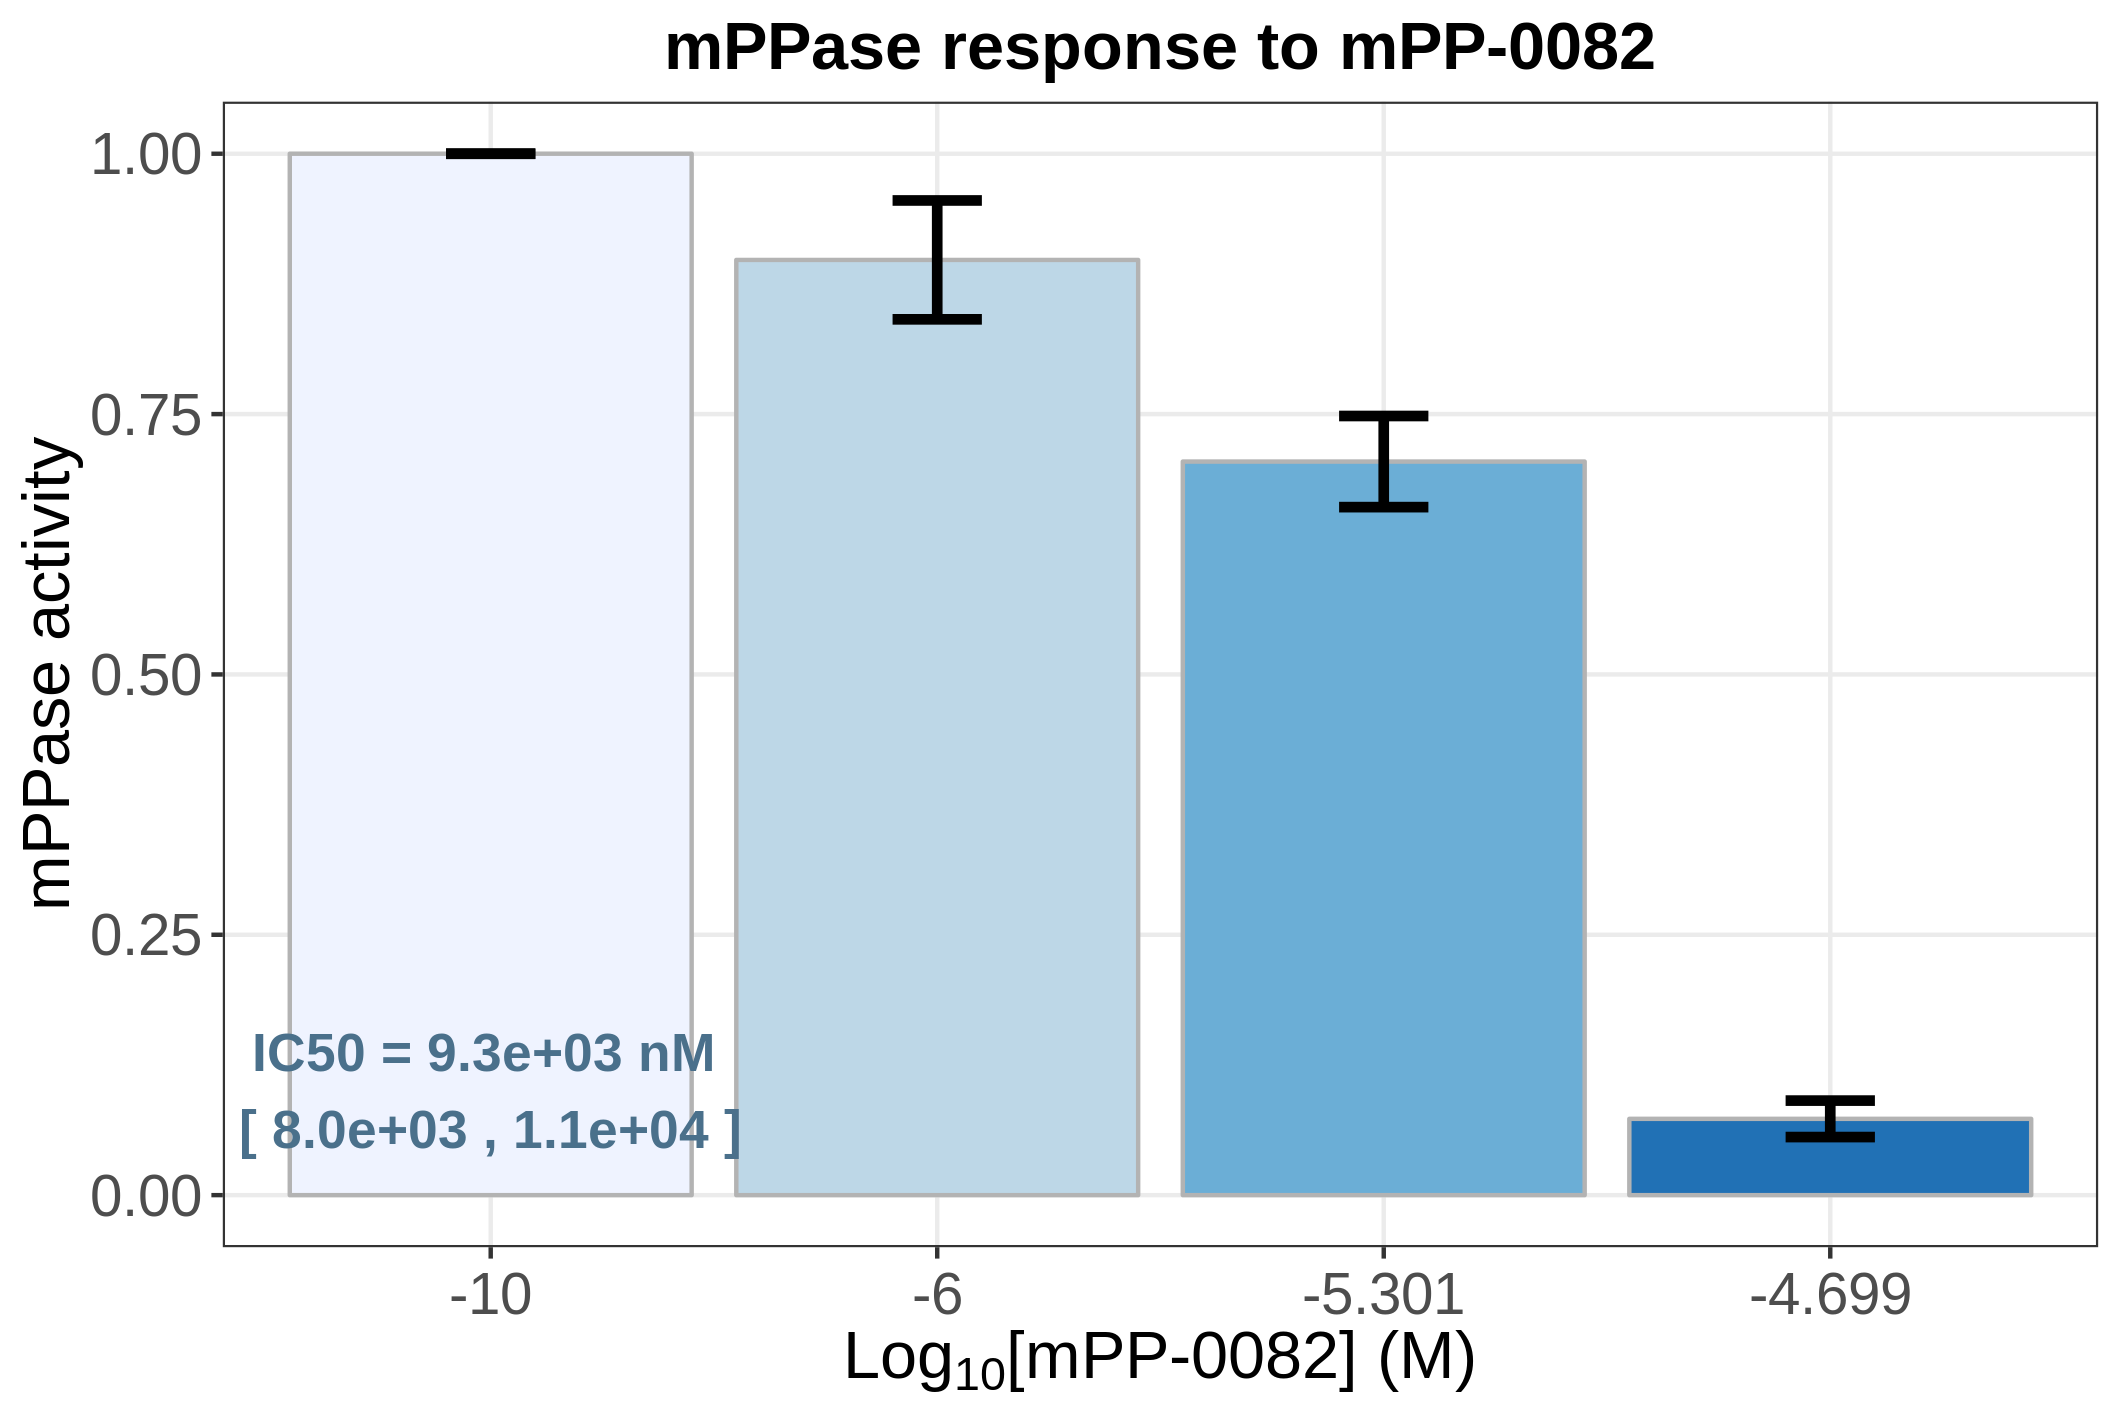 mPPase response to mPP-0082
mPPase activity
1.00
0.75
0.50
0.25
0.00
IC50 = 9.3e+03 nM
[ 8.0e+03 , 1.1e+04 ]
-10
-6
-5.301
-4.699
Log₁₀[mPP-0082] (M)